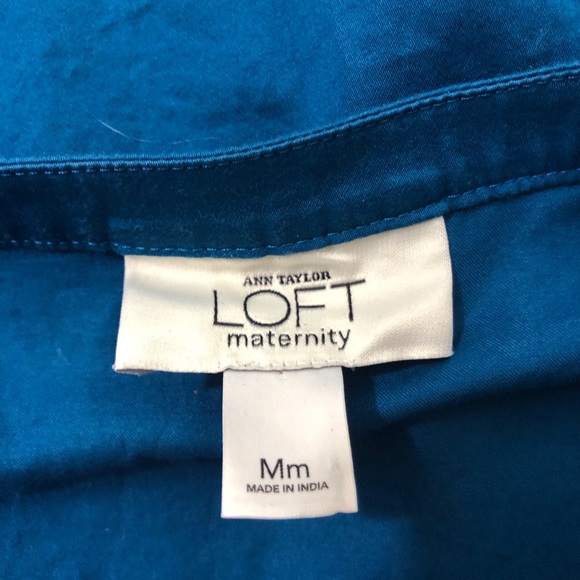 ANN TAYLOR
LOFT
maternity
Mm
MADE IN INDIA